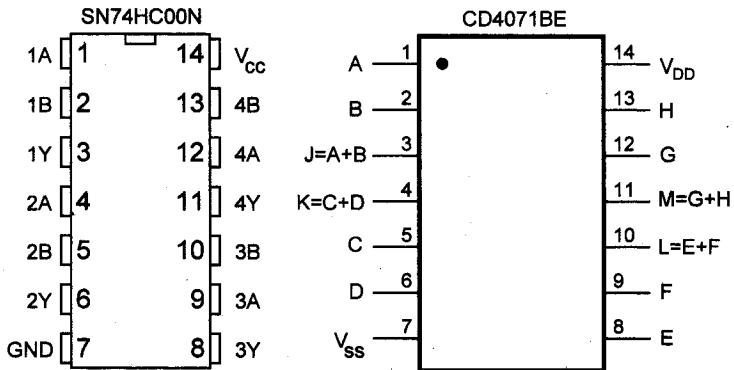 SN74HC00N
1A 1 14 VCC
1B 2 13 4B
1Y 3 12 4A
2A 4 11 4Y
2B 5 10 3B
2Y 6 9 3A
GND 7 8 3Y
CD4071BE
A 1 14 VDD
B 2 13 H
J=A+B 3 12 G
K=C+D 4 11 M=G+H
C 5 10 L=E+F
D 6 9 F
VSS 7 8 E